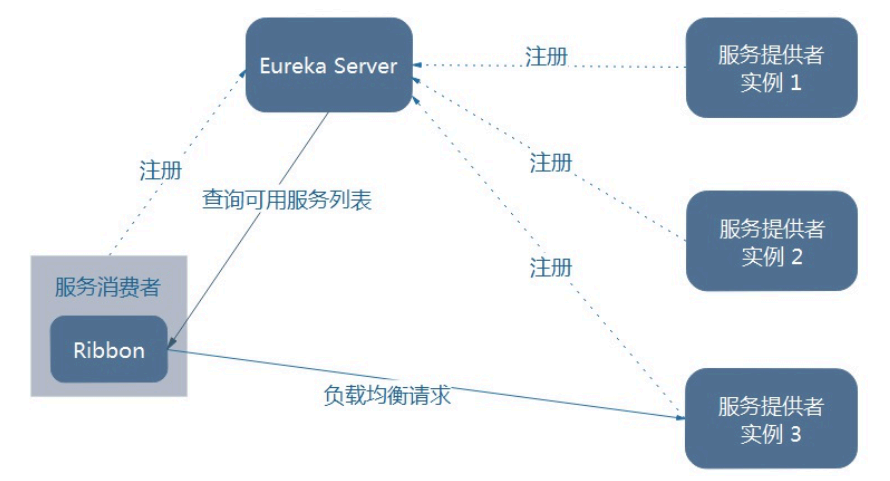 Eureka Server
注册
服务提供者
实例 1
注册
注册
查询可用服务列表
服务提供者
实例 2
注册
服务消费者
Ribbon
负载均衡请求
服务提供者
实例 3